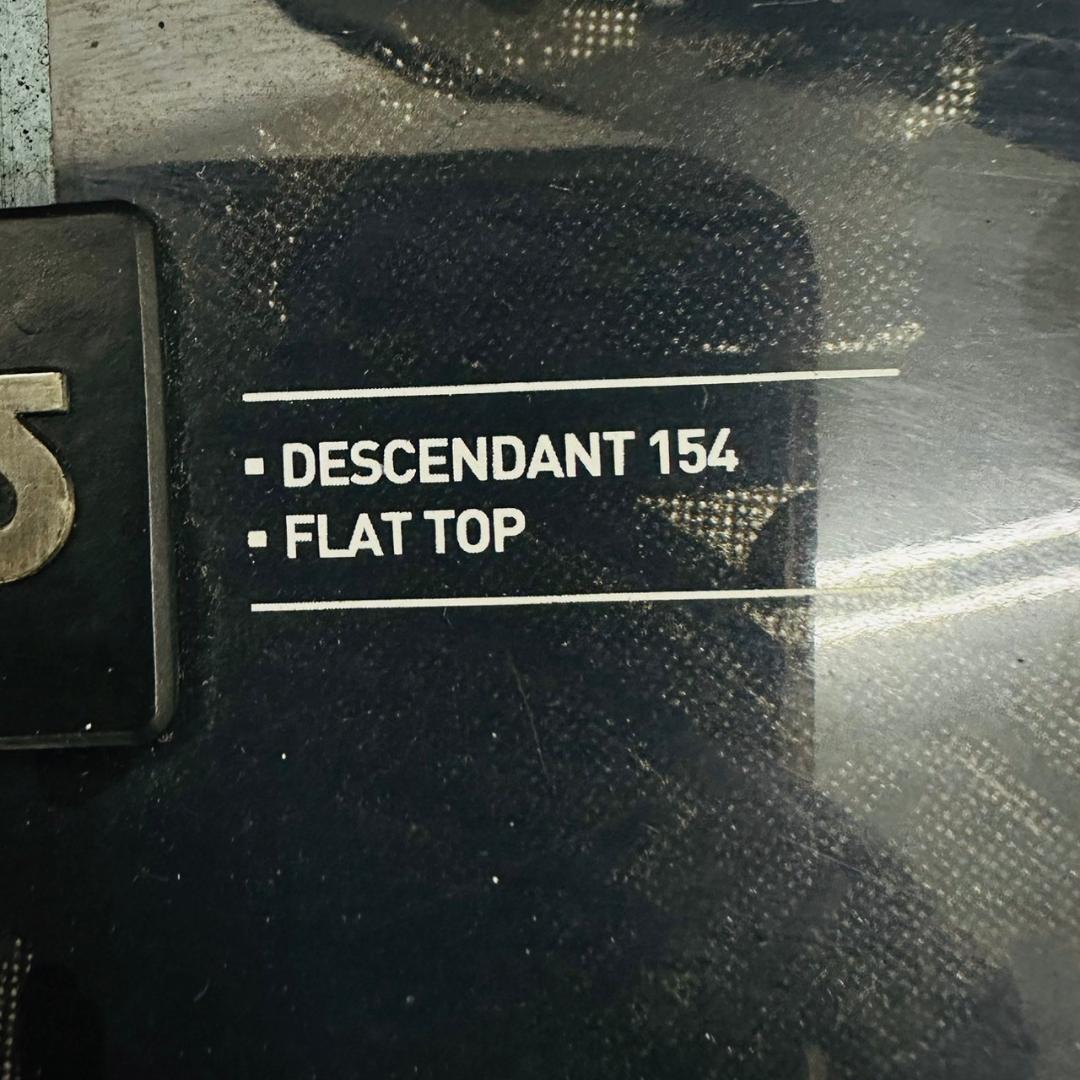 ▪ DESCENDANT 154
▪ FLAT TOP